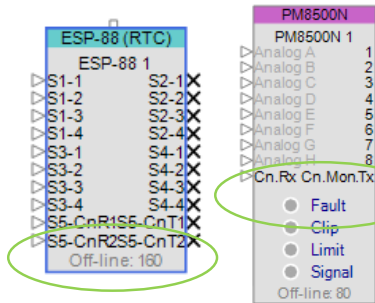 ESP-88 (RTC)
ESP-88 1
S1-1 S2-1
S1-2 S2-2
S1-3 S2-3
S1-4 S2-4
S3-1 S4-1
S3-2 S4-2
S3-3 S4-3
S3-4 S4-4
S5-CnR1S5-CnT1
S5-CnR2S5-CnT2
Off-line: 160
PM8500N
PM8500N 1
Analog A 1
Analog B 2
Analog C 3
Analog D 4
Analog E 5
Analog F 6
Analog G 7
Analog H 8
Cn.Rx Cn.Mon.Tx
Fault
Clip
Limit
Signal
Off-line: 80